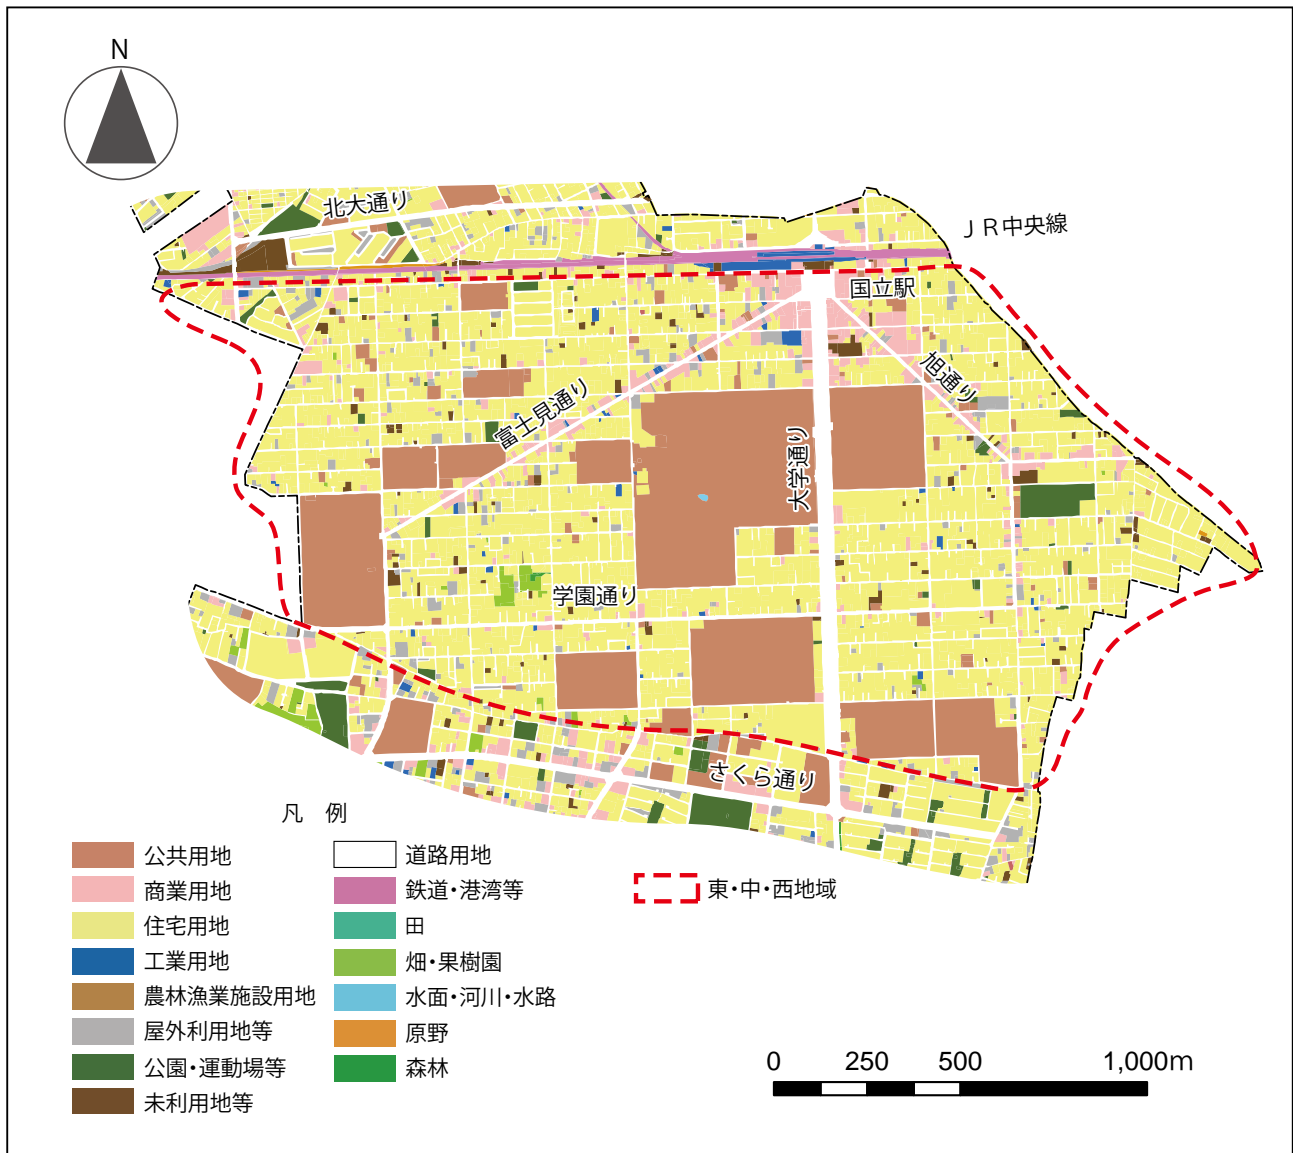 N
北大通り
ＪＲ中央線
国立駅
旭通り
富士見通り
大学通り
学園通り
さくら通り
凡 例
公共用地
商業用地
住宅用地
工業用地
農林漁業施設用地
屋外利用地等
公園・運動場等
未利用地等
道路用地
鉄道・港湾等
田
畑・果樹園
水面・河川・水路
原野
森林
東・中・西地域
0 250 500 1,000m